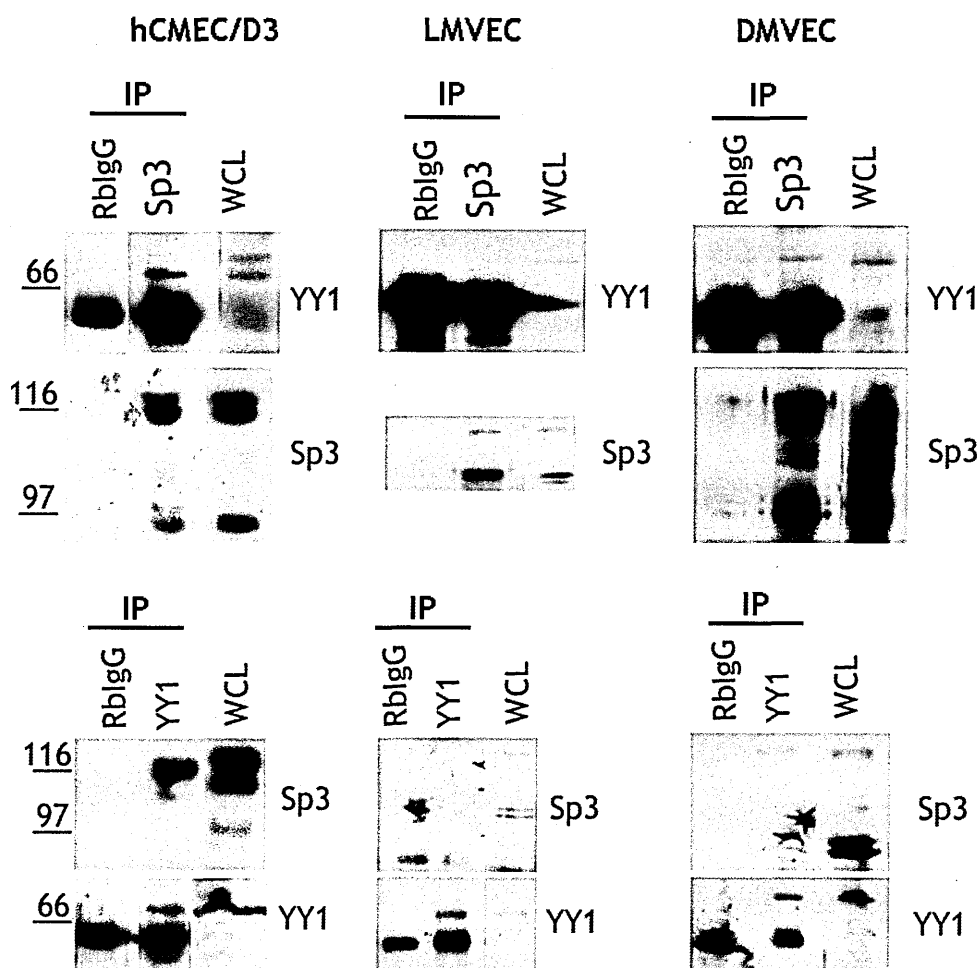 hCMEC/D3 LMVEC DMVEC
IP IP IP
RbIgG Sp3 WCL RbIgG Sp3 WCL RbIgG Sp3 WCL
66 YY1 YY1 YY1
116 Sp3 Sp3 Sp3
97
IP IP IP
RbIgG YY1 WCL RbIgG YY1 WCL RbIgG YY1 WCL
116 Sp3 Sp3 Sp3
97
66 YY1 YY1 YY1